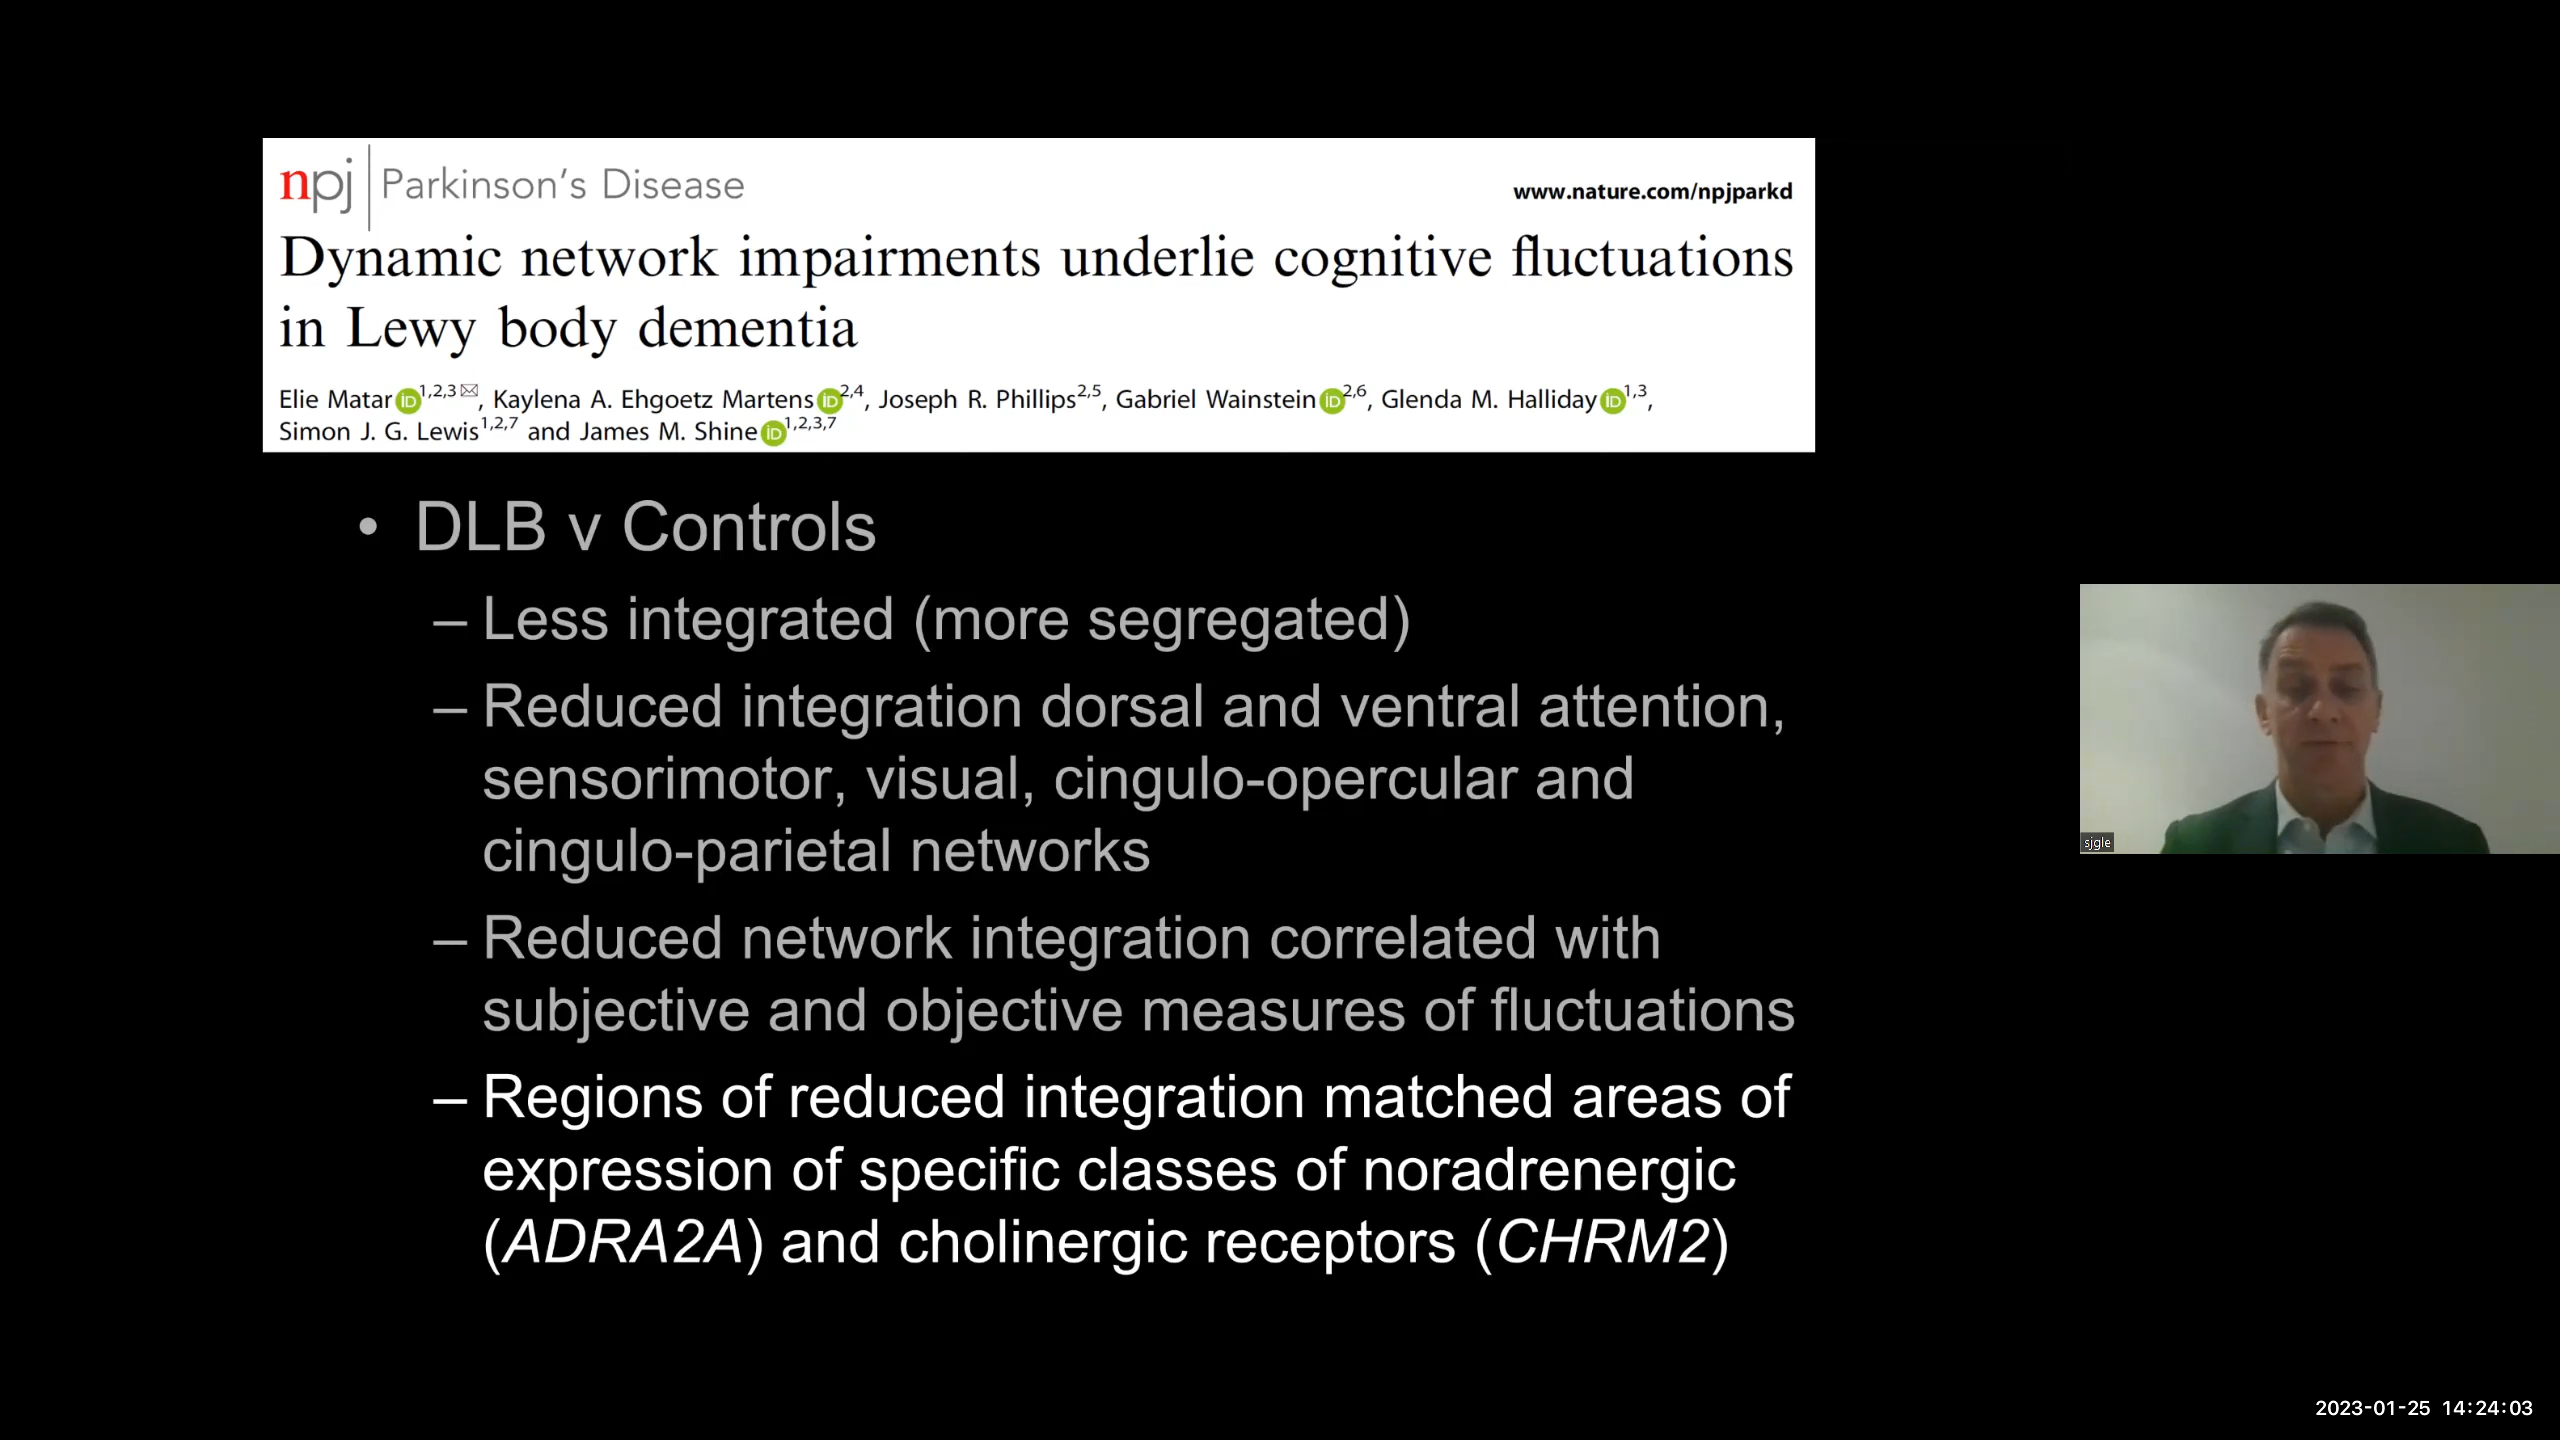 npj | Parkinson's Disease www.nature.com/npjparkd
Dynamic network impairments underlie cognitive fluctuations
in Lewy body dementia
Elie Matar iD 1,2,3 ✉, Kaylena A. Ehgoetz Martens iD 2,4, Joseph R. Phillips 2,5, Gabriel Wainstein iD 2,6, Glenda M. Halliday iD 1,3,
Simon J. G. Lewis 1,2,7 and James M. Shine iD 1,2,3,7
• DLB v Controls
– Less integrated (more segregated)
– Reduced integration dorsal and ventral attention,
sensorimotor, visual, cingulo-opercular and
cingulo-parietal networks
– Reduced network integration correlated with
subjective and objective measures of fluctuations
– Regions of reduced integration matched areas of
expression of specific classes of noradrenergic
(ADRA2A) and cholinergic receptors (CHRM2)
sjgle
2023-01-25 14:24:03